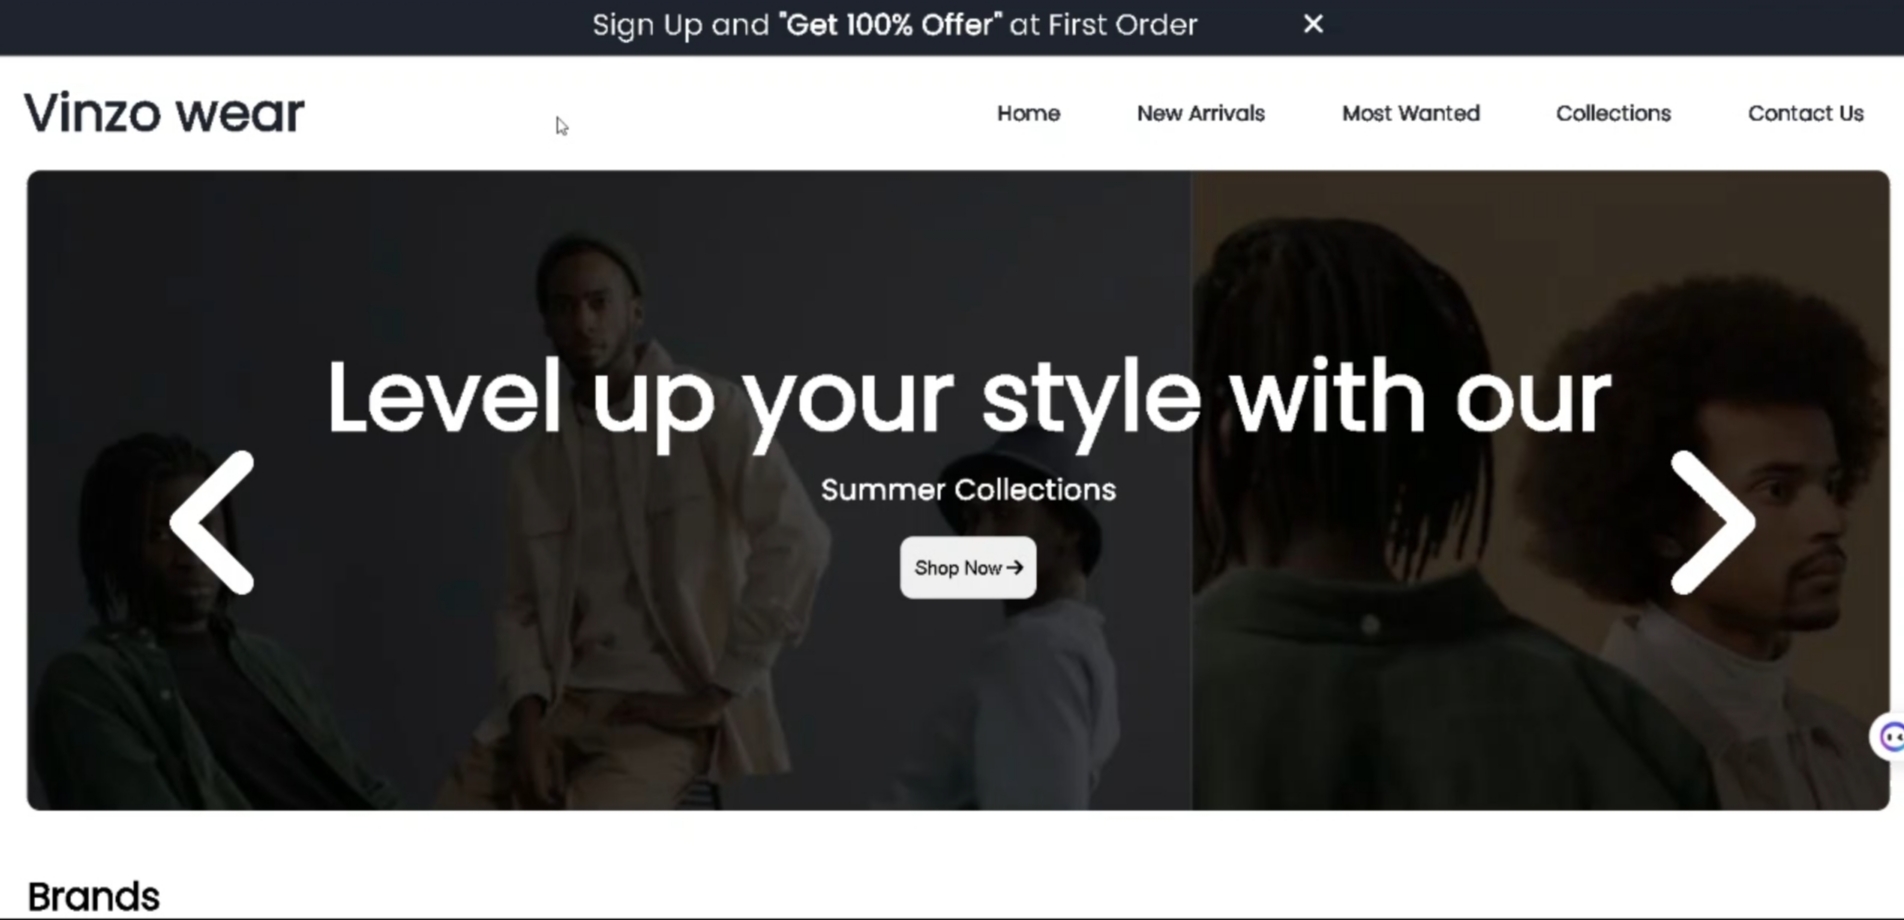 Sign Up and "Get 100% Offer" at First Order
Vinzo wear
Home New Arrivals Most Wanted Collections Contact Us
Level up your style with our
Summer Collections
Shop Now
Brands